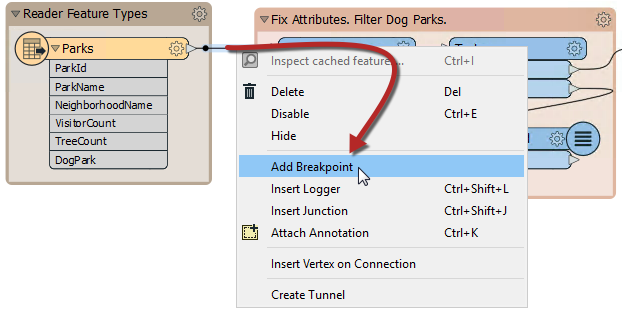 Reader Feature Types
Parks
ParkId
ParkName
NeighborhoodName
VisitorCount
TreeCount
DogPark
Fix Attributes. Filter Dog Parks.
Inspect cached features... Ctrl+I
Delete Del
Disable Ctrl+E
Hide
Add Breakpoint
Insert Logger Ctrl+Shift+L
Insert Junction Ctrl+Shift+J
Attach Annotation Ctrl+K
Insert Vertex on Connection
Create Tunnel